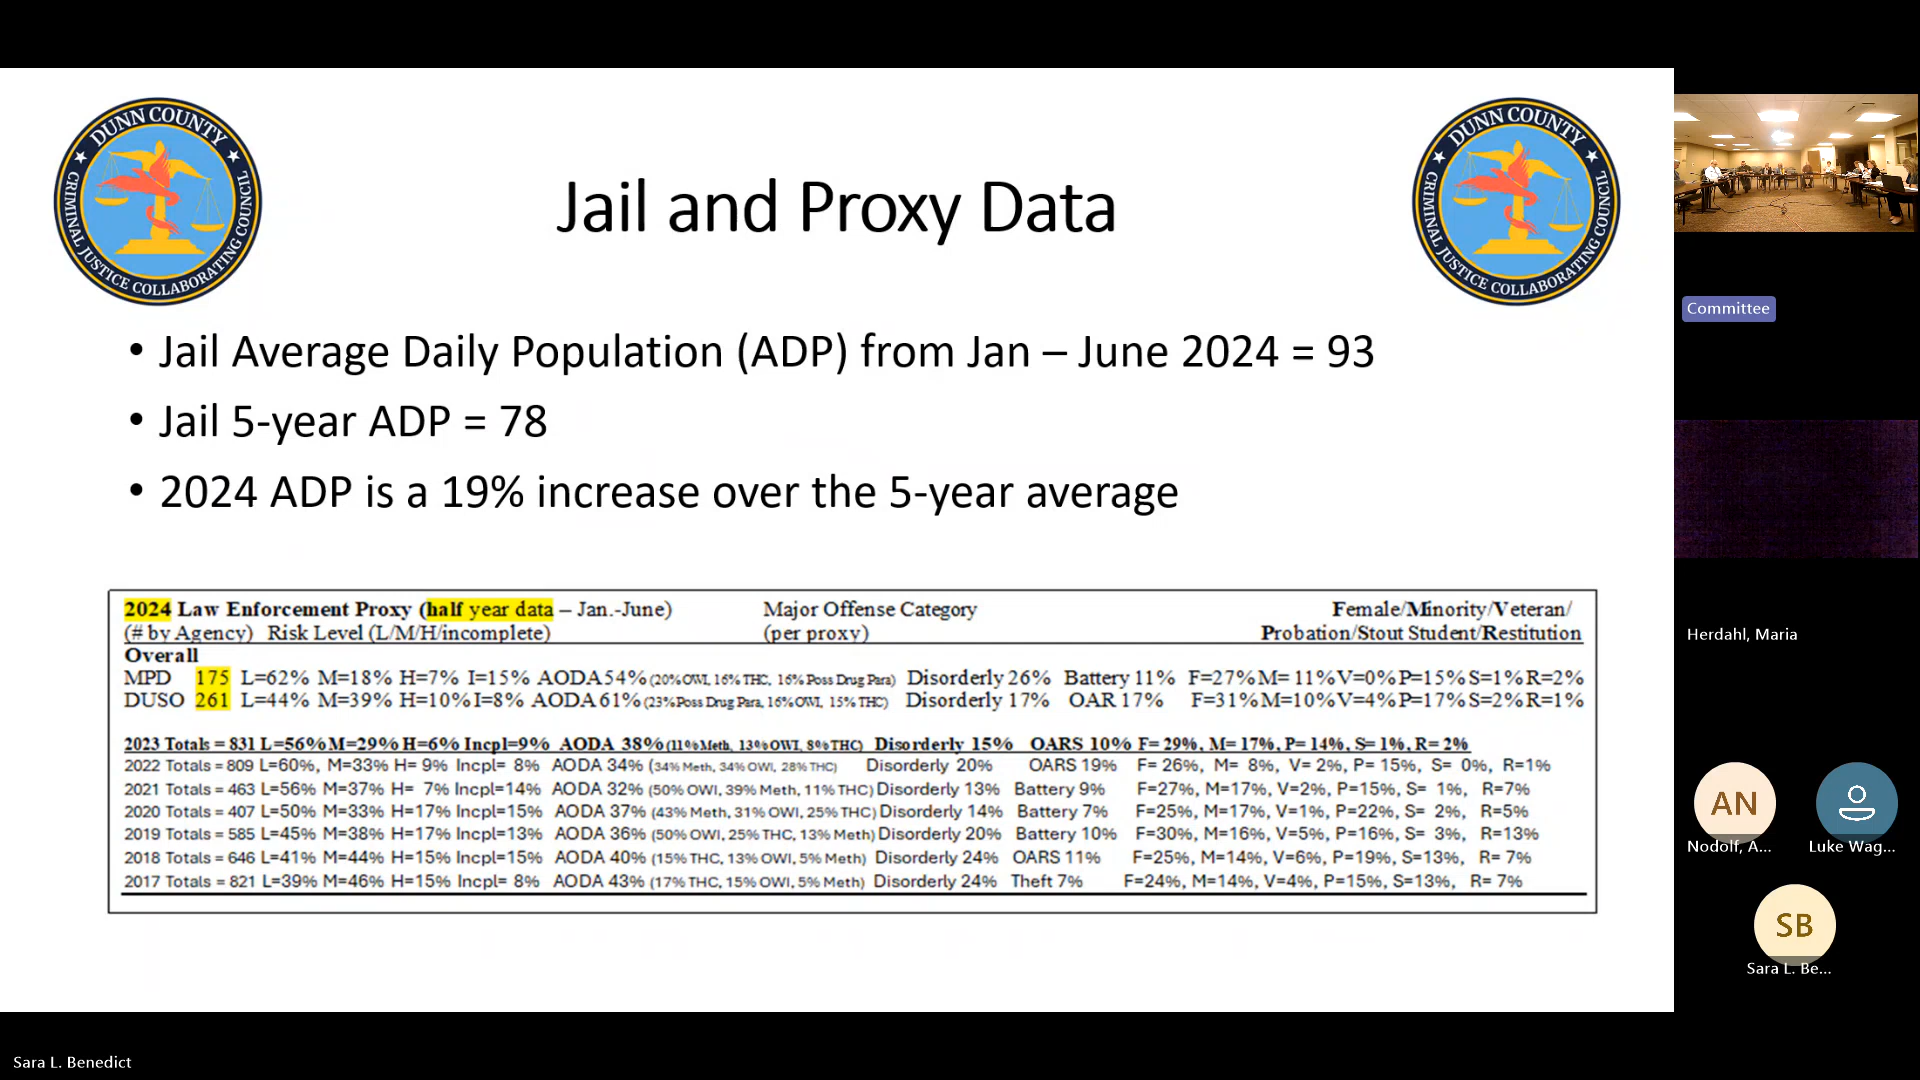 DUNN COUNTY
CRIMINAL JUSTICE COLLABORATING COUNCIL
DUNN COUNTY
CRIMINAL JUSTICE COLLABORATING COUNCIL
Jail and Proxy Data
• Jail Average Daily Population (ADP) from Jan – June 2024 = 93
• Jail 5-year ADP = 78
• 2024 ADP is a 19% increase over the 5-year average
2024 Law Enforcement Proxy (half year data – Jan.-June) Major Offense Category Female/Minority/Veteran/
(# by Agency) Risk Level (L/M/H/incomplete) (per proxy) Probation/Stout Student/Restitution
Overall
MPD 175 L=62% M=18% H=7% I=15% AODA54% (20%OWI, 16% THC, 16% Poss Drug Para) Disorderly 26% Battery 11% F=27%M= 11%V=0%P=15%S=1%R=2%
DUSO 261 L=44% M=39% H=10%I=8% AODA 61% (23%Poss Drug Para, 16%OWI, 15% THC) Disorderly 17% OAR 17% F=31%M=10%V=4%P=17%S=2%R=1%
2023 Totals = 831 L=56%M=29% H=6% Incpl=9% AODA 38% (11%Meth, 13%OWI, 8%THC) Disorderly 15% OARS 10% F= 29%, M= 17%, P= 14%, S= 1%, R= 2%
2022 Totals = 809 L=60%, M=33% H= 9% Incpl= 8% AODA 34% (34% Meth, 34% OWI, 28% THC) Disorderly 20% OARS 19% F= 26%, M= 8%, V= 2%, P= 15%, S= 0%, R=1%
2021 Totals = 463 L=56% M=37% H= 7% Incpl=14% AODA 32% (50% OWI, 39% Meth, 11% THC) Disorderly 13% Battery 9% F=27%, M=17%, V=2%, P=15%, S= 1%, R=7%
2020 Totals = 407 L=50% M=33% H=17% Incpl=15% AODA 37% (43% Meth, 31% OWI, 25% THC) Disorderly 14% Battery 7% F=25%, M=17%, V=1%, P=22%, S= 2%, R=5%
2019 Totals = 585 L=45% M=38% H=17% Incpl=13% AODA 36% (50% OWI, 25% THC, 13% Meth) Disorderly 20% Battery 10% F=30%, M=16%, V=5%, P=16%, S= 3%, R=13%
2018 Totals = 646 L=41% M=44% H=15% Incpl=15% AODA 40% (15% THC, 13% OWI, 5% Meth) Disorderly 24% OARS 11% F=25%, M=14%, V=6%, P=19%, S=13%, R= 7%
2017 Totals = 821 L=39% M=46% H=15% Incpl= 8% AODA 43% (17% THC, 15% OWI, 5% Meth) Disorderly 24% Theft 7% F=24%, M=14%, V=4%, P=15%, S=13%, R= 7%
Committee
Herdahl, Maria
AN
Nodolf, A...
Luke Wag...
SB
Sara L. Be...
Sara L. Benedict